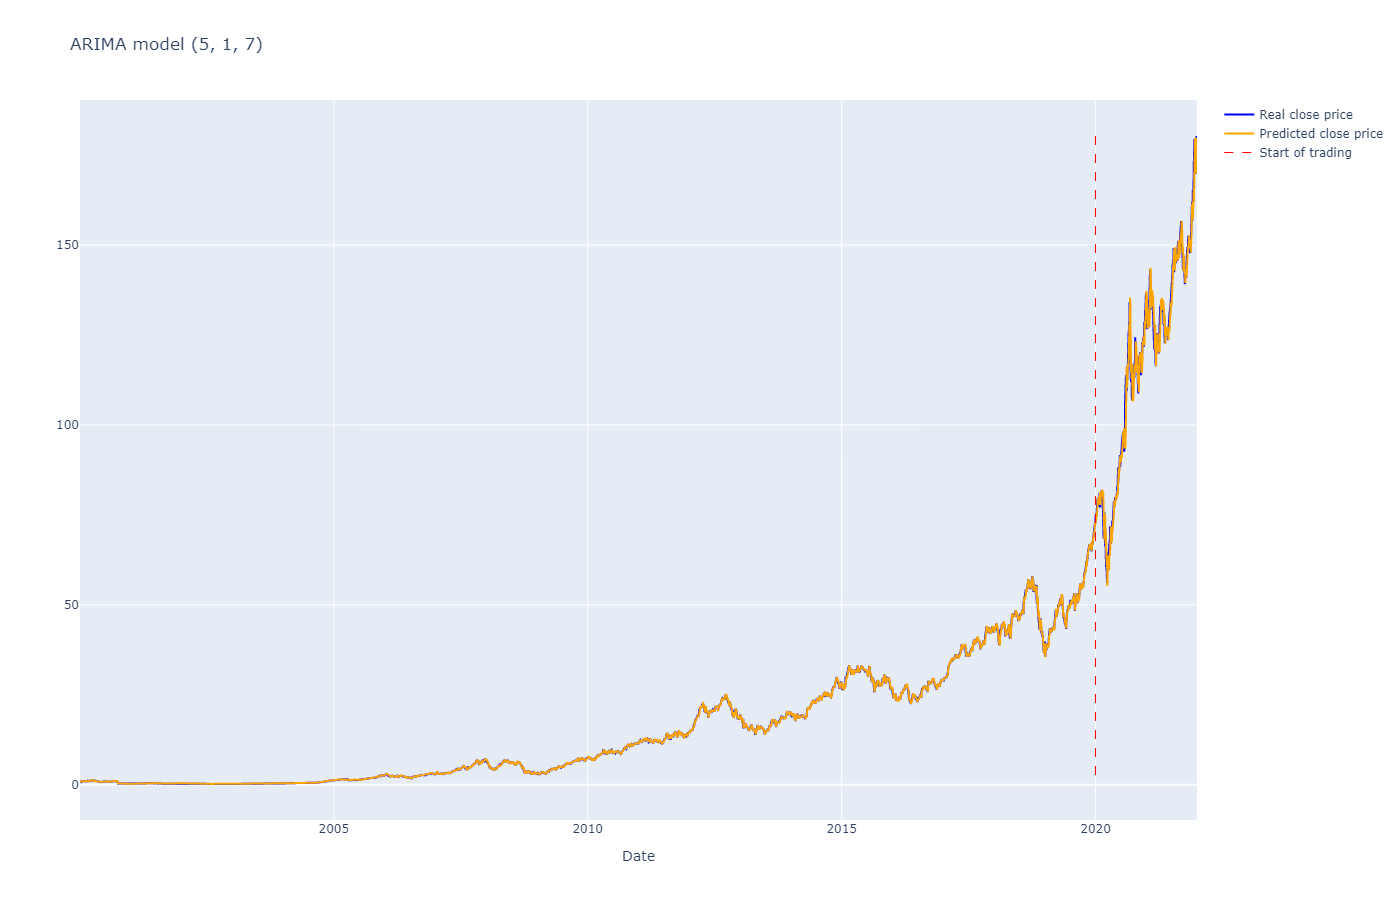 ARIMA model (5, 1, 7)
Real close price
Predicted close price
Start of trading
150
100
50
0
2005
2010
2015
2020
Date